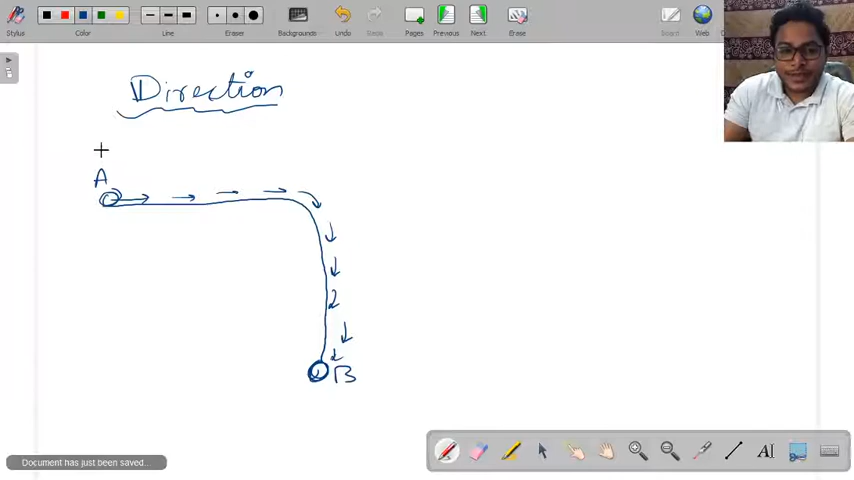 Stylus
Color
Line
Eraser
Backgrounds
Undo
Redo
Pages
Previous
Next
Erase
Board
Web
Direction
A
B
Document has just been saved...
AI